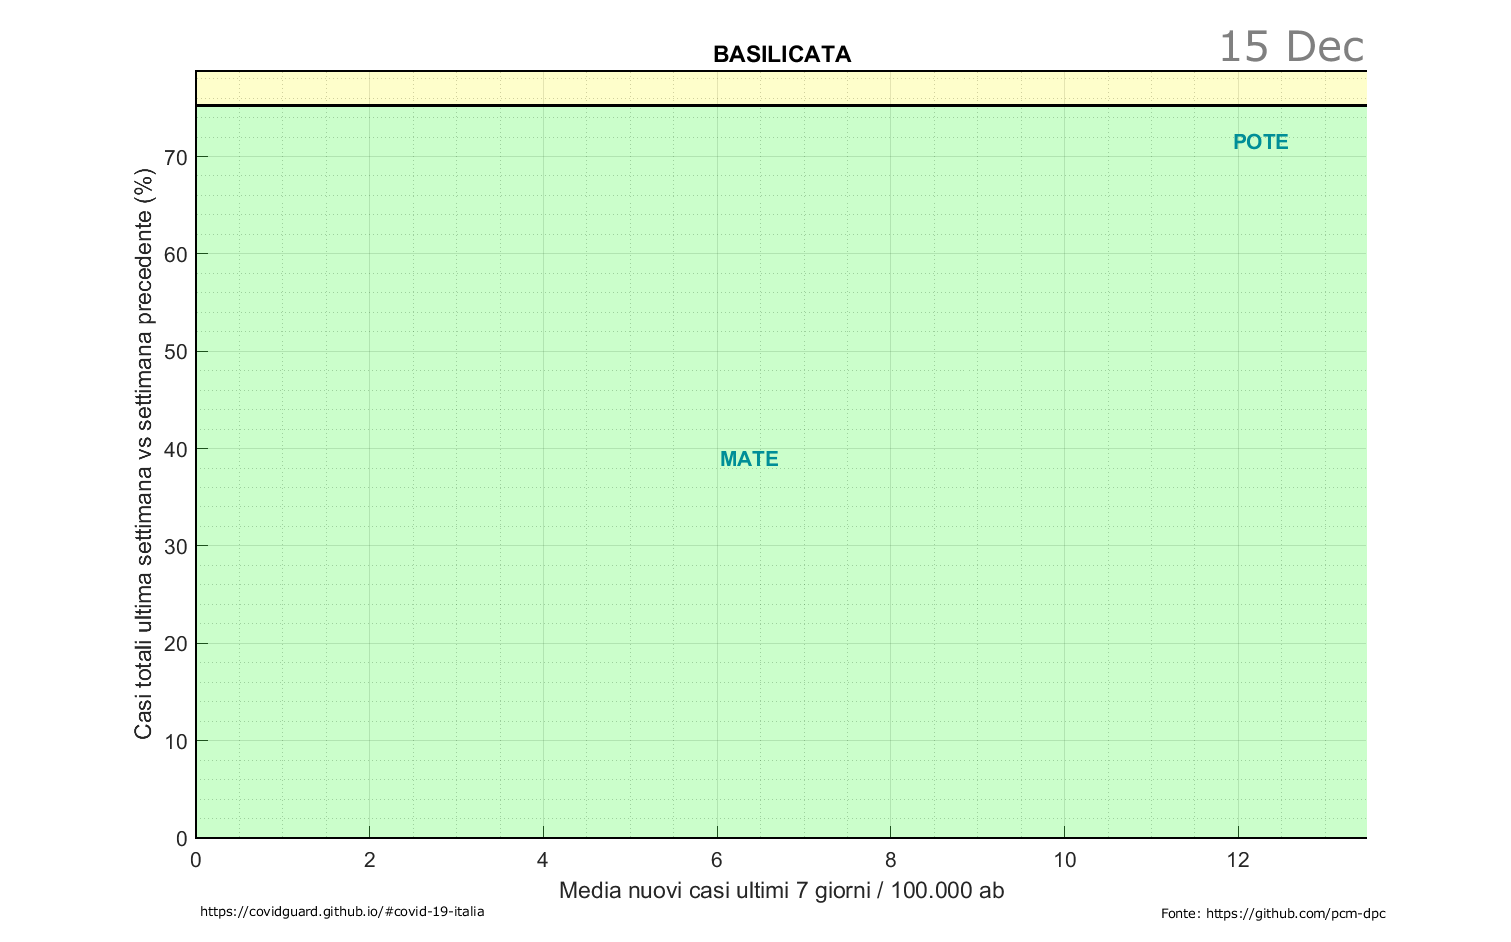 15 Dec
BASILICATA
POTE
MATE
Casi totali ultima settimana vs settimana precedente (%)
70
60
50
40
30
20
10
0
0 2 4 6 8 10 12
Media nuovi casi ultimi 7 giorni / 100.000 ab
https://covidguard.github.io/#covid-19-italia
Fonte: https://github.com/pcm-dpc